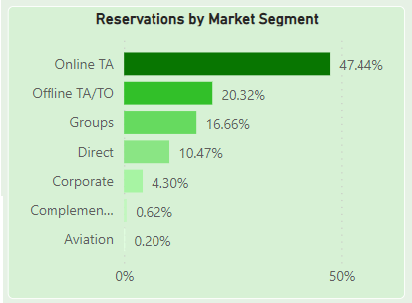 Reservations by Market Segment
Online TA 47.44%
Offline TA/TO 20.32%
Groups 16.66%
Direct 10.47%
Corporate 4.30%
Complemen... 0.62%
Aviation 0.20%
0% 50%